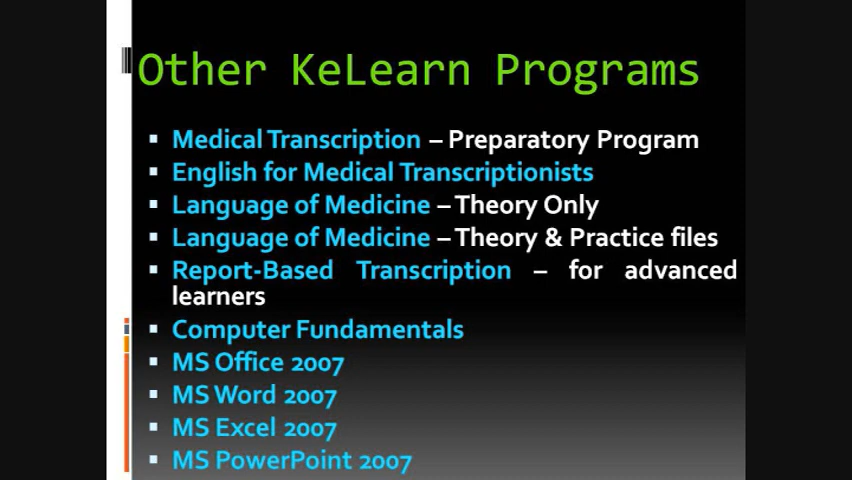 Other KeLearn Programs
▪ Medical Transcription – Preparatory Program
▪ English for Medical Transcriptionists
▪ Language of Medicine – Theory Only
▪ Language of Medicine – Theory & Practice files
▪ Report-Based Transcription – for advanced
learners
▪ Computer Fundamentals
▪ MS Office 2007
▪ MS Word 2007
▪ MS Excel 2007
▪ MS PowerPoint 2007